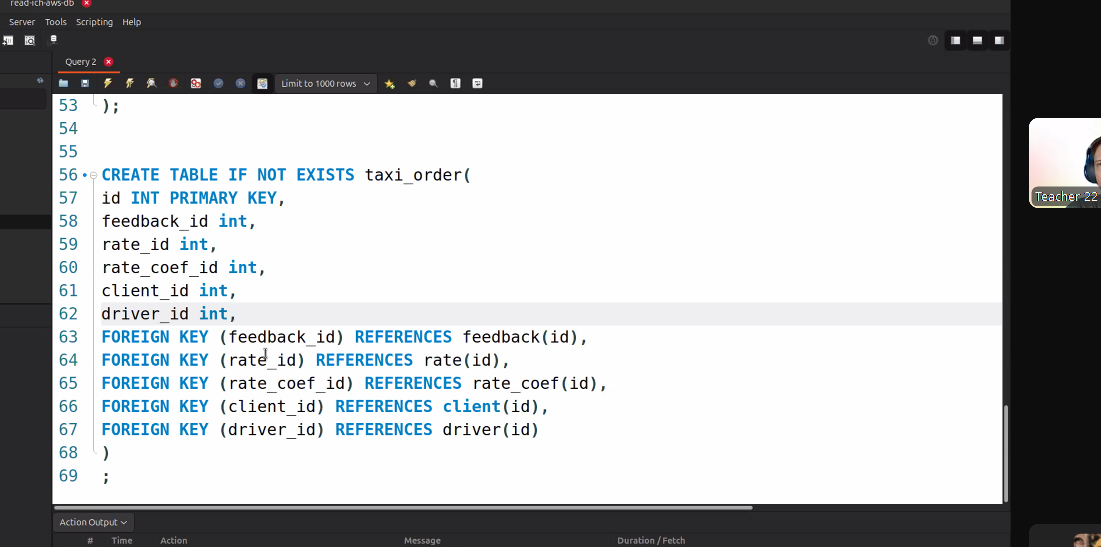 read-ich-aws-db
Server Tools Scripting Help
Query 2
Limit to 1000 rows
53 );
54
55
56 CREATE TABLE IF NOT EXISTS taxi_order(
57 id INT PRIMARY KEY,
58 feedback_id int,
59 rate_id int,
60 rate_coef_id int,
61 client_id int,
62 driver_id int,
63 FOREIGN KEY (feedback_id) REFERENCES feedback(id),
64 FOREIGN KEY (rate_id) REFERENCES rate(id),
65 FOREIGN KEY (rate_coef_id) REFERENCES rate_coef(id),
66 FOREIGN KEY (client_id) REFERENCES client(id),
67 FOREIGN KEY (driver_id) REFERENCES driver(id)
68 )
69 ;
Teacher 22
Action Output
# Time Action Message Duration / Fetch